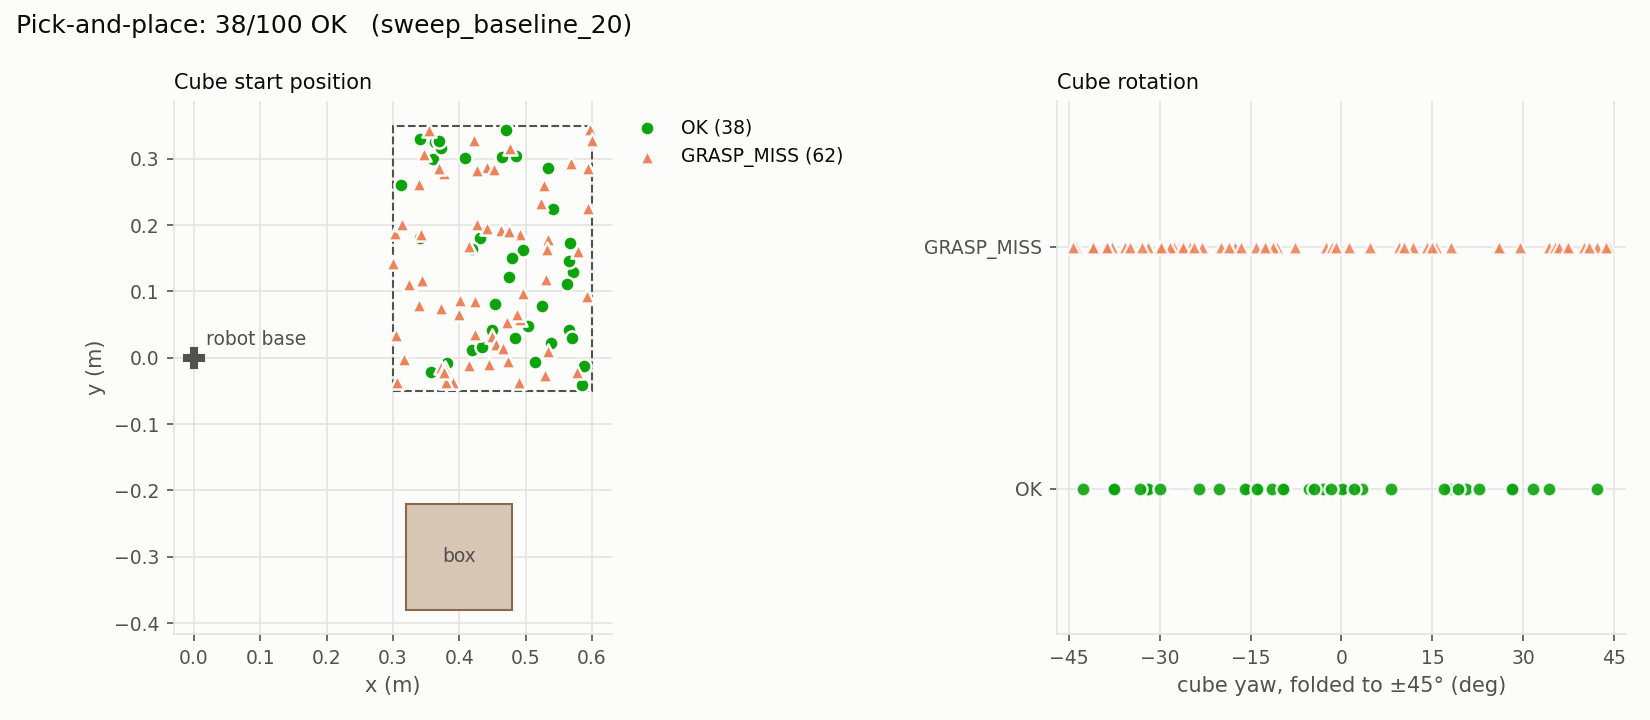 Pick-and-place: 38/100 OK   (sweep_baseline_20)
Cube start position
OK (38)
GRASP_MISS (62)
0.3
0.2
0.1
0.0
−0.1
−0.2
−0.3
−0.4
y (m)
robot base
box
0.0
0.1
0.2
0.3
0.4
0.5
0.6
x (m)
Cube rotation
GRASP_MISS
OK
−45
−30
−15
0
15
30
45
cube yaw, folded to ±45° (deg)